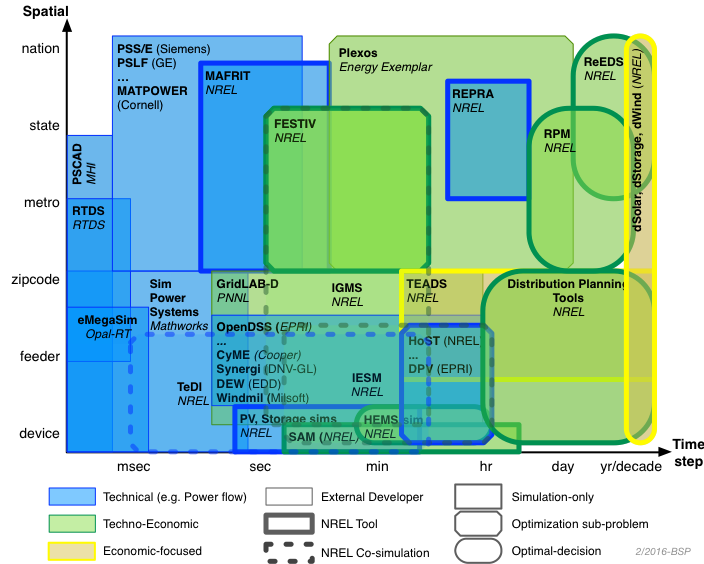 Spatial
nation
state
metro
zipcode
feeder
device
PSS/E (Siemens)
PSLF (GE)
...
MATPOWER
(Cornell)
MAFRIT
NREL
Plexos
Energy Exemplar
ReEDS
NREL
REPRA
NREL
FESTIV
NREL
RPM
NREL
dSolar, dStorage, dWind (NREL)
PSCAD
MHI
RTDS
RTDS
Sim
Power
Systems
Mathworks
GridLAB-D
PNNL
IGMS
NREL
TEADS
NREL
Distribution Planning
Tools
NREL
eMegaSim
Opal-RT
OpenDSS (EPRI)
...
CyME (Cooper)
Synergi (DNV-GL)
DEW (EDD)
Windmil (Milsoft)
HoST (NREL)
...
DPV (EPRI)
TeDI
NREL
IESM
NREL
PV, Storage sims
NREL
HEMS sim
NREL
SAM (NREL)
msec
sec
min
hr
day
yr/decade
Time
step
Technical (e.g. Power flow)
Techno-Economic
Economic-focused
External Developer
NREL Tool
NREL Co-simulation
Simulation-only
Optimization sub-problem
Optimal-decision
2/2016-BSP